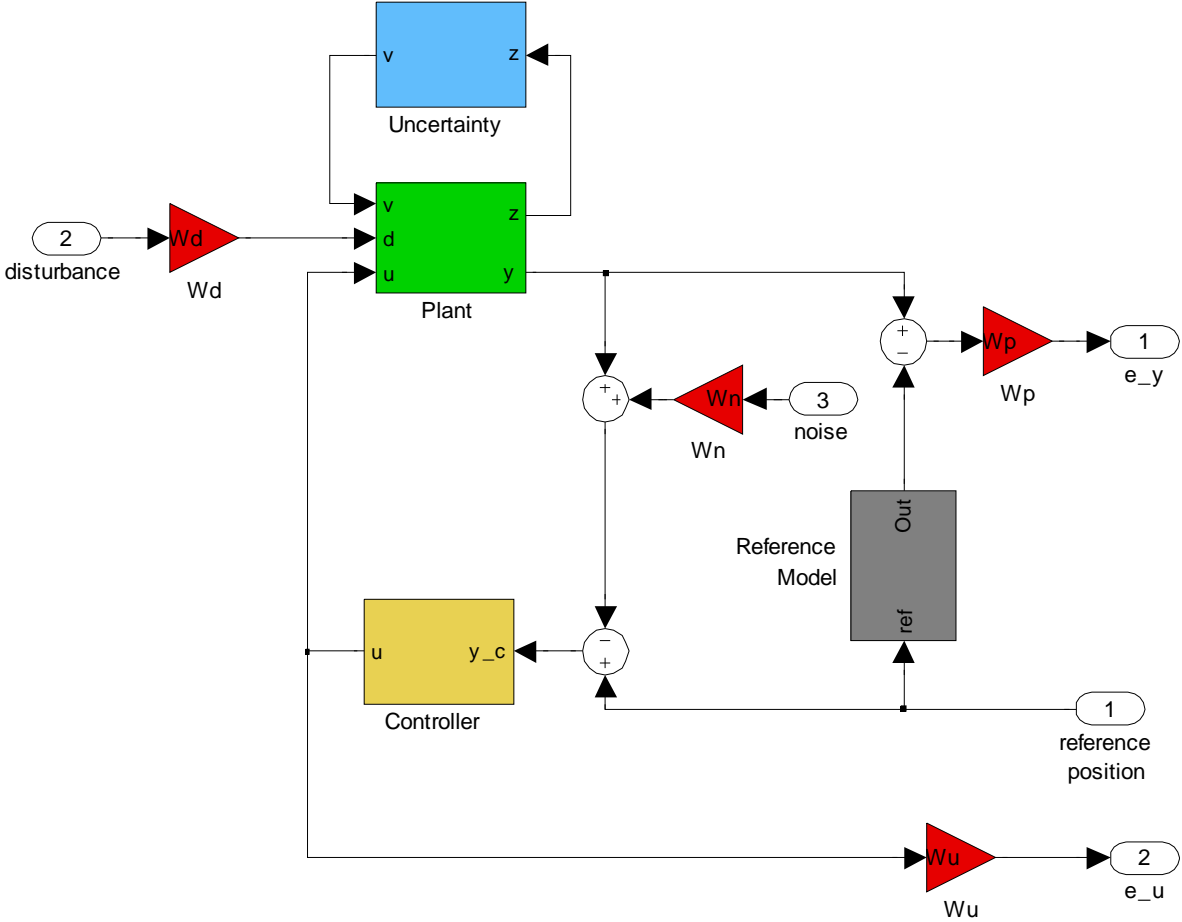 v
z
Uncertainty
v
z
2
Wd
d
disturbance
u
y
Wd
Plant
+
−
Wp
1
e_y
Wp
+
+
Wn
3
noise
Wn
Out
Reference
Model
ref
u
y_c
−
+
Controller
1
reference
position
Wu
2
e_u
Wu